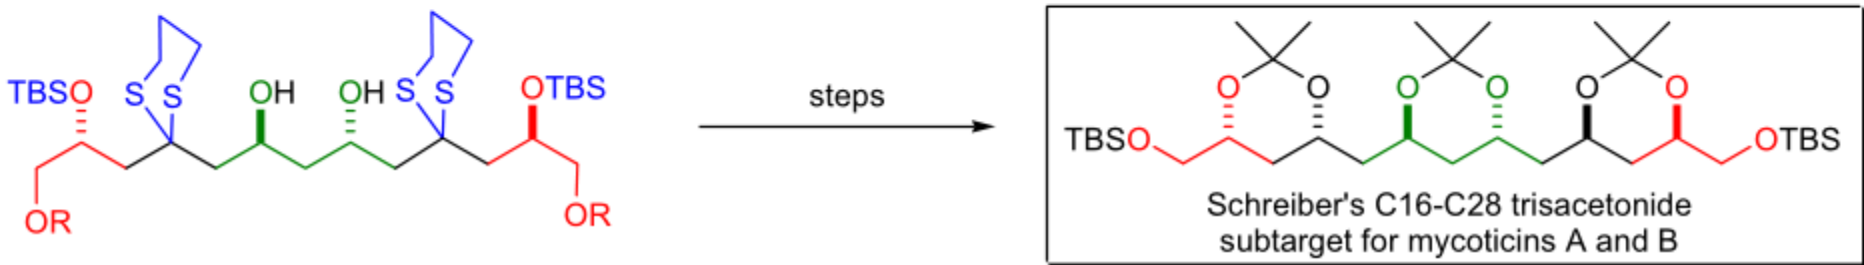 TBSO S S OH OH S S OTBS
OR OR
steps
O O O O O O
TBSO OTBS
Schreiber's C16-C28 trisacetonide
subtarget for mycoticins A and B